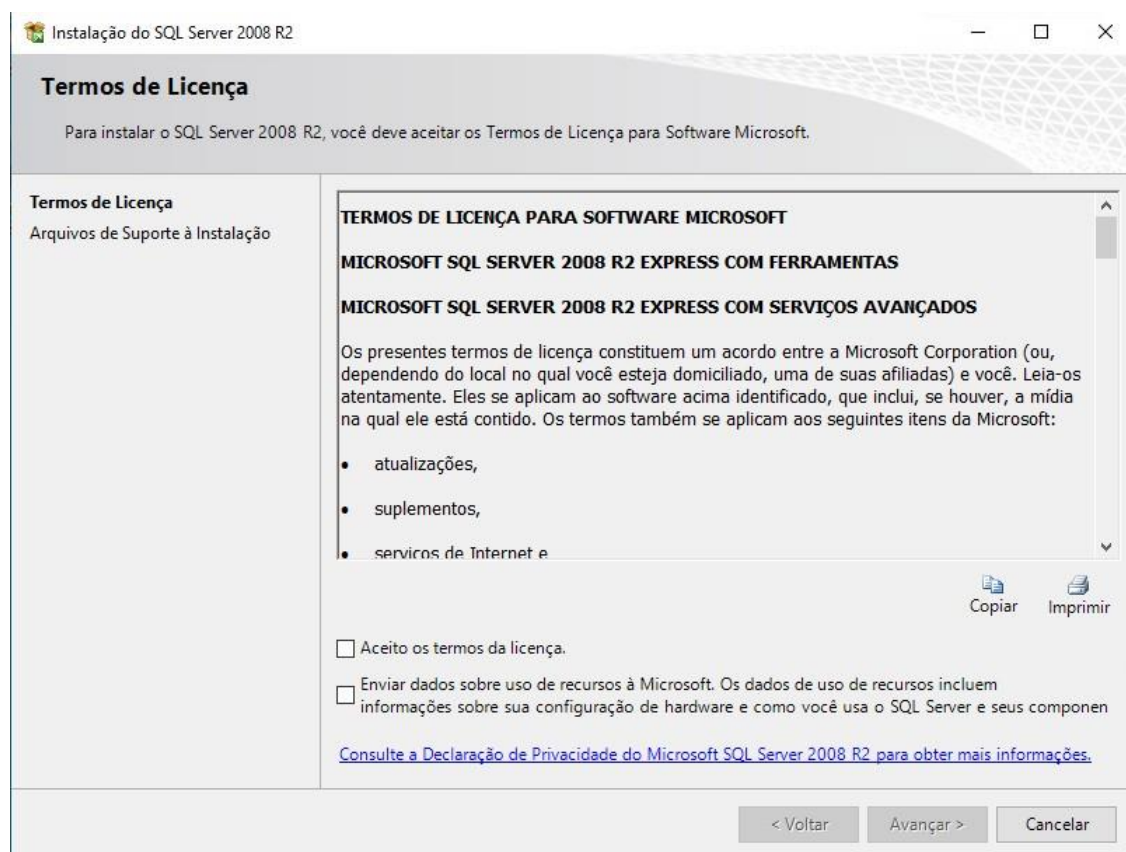 Instalação do SQL Server 2008 R2
Termos de Licença
Para instalar o SQL Server 2008 R2, você deve aceitar os Termos de Licença para Software Microsoft.
Termos de Licença
Arquivos de Suporte à Instalação
TERMOS DE LICENÇA PARA SOFTWARE MICROSOFT
MICROSOFT SQL SERVER 2008 R2 EXPRESS COM FERRAMENTAS
MICROSOFT SQL SERVER 2008 R2 EXPRESS COM SERVIÇOS AVANÇADOS
Os presentes termos de licença constituem um acordo entre a Microsoft Corporation (ou,
dependendo do local no qual você esteja domiciliado, uma de suas afiliadas) e você. Leia-os
atentamente. Eles se aplicam ao software acima identificado, que inclui, se houver, a mídia
na qual ele está contido. Os termos também se aplicam aos seguintes itens da Microsoft:
• atualizações,
• suplementos,
• serviços de Internet e
Copiar Imprimir
Aceito os termos da licença.
Enviar dados sobre uso de recursos à Microsoft. Os dados de uso de recursos incluem
informações sobre sua configuração de hardware e como você usa o SQL Server e seus componen
Consulte a Declaração de Privacidade do Microsoft SQL Server 2008 R2 para obter mais informações.
< Voltar Avançar > Cancelar